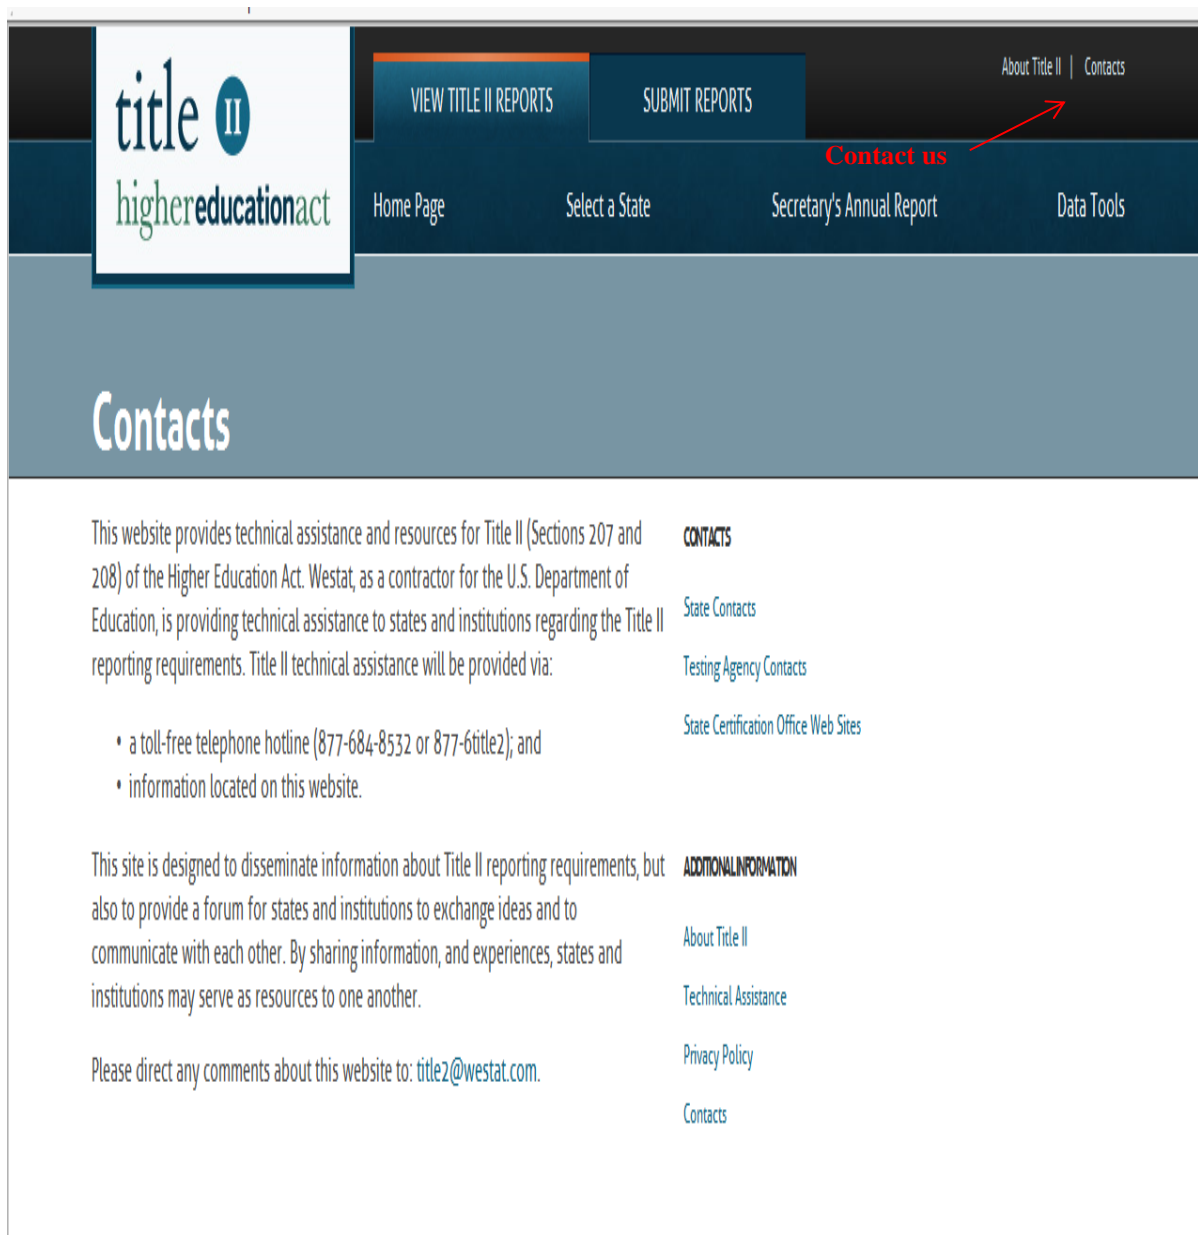 title II
highereducationact
VIEW TITLE II REPORTS
SUBMIT REPORTS
About Title II | Contacts
Contact us
Home Page
Select a State
Secretary's Annual Report
Data Tools
Contacts
This website provides technical assistance and resources for Title II (Sections 207 and
208) of the Higher Education Act. Westat, as a contractor for the U.S. Department of
Education, is providing technical assistance to states and institutions regarding the Title II
reporting requirements. Title II technical assistance will be provided via:
• a toll-free telephone hotline (877-684-8532 or 877-6title2); and
• information located on this website.
This site is designed to disseminate information about Title II reporting requirements, but
also to provide a forum for states and institutions to exchange ideas and to
communicate with each other. By sharing information, and experiences, states and
institutions may serve as resources to one another.
Please direct any comments about this website to: title2@westat.com.
CONTACTS
State Contacts
Testing Agency Contacts
State Certification Office Web Sites
ADDITIONAL INFORMATION
About Title II
Technical Assistance
Privacy Policy
Contacts